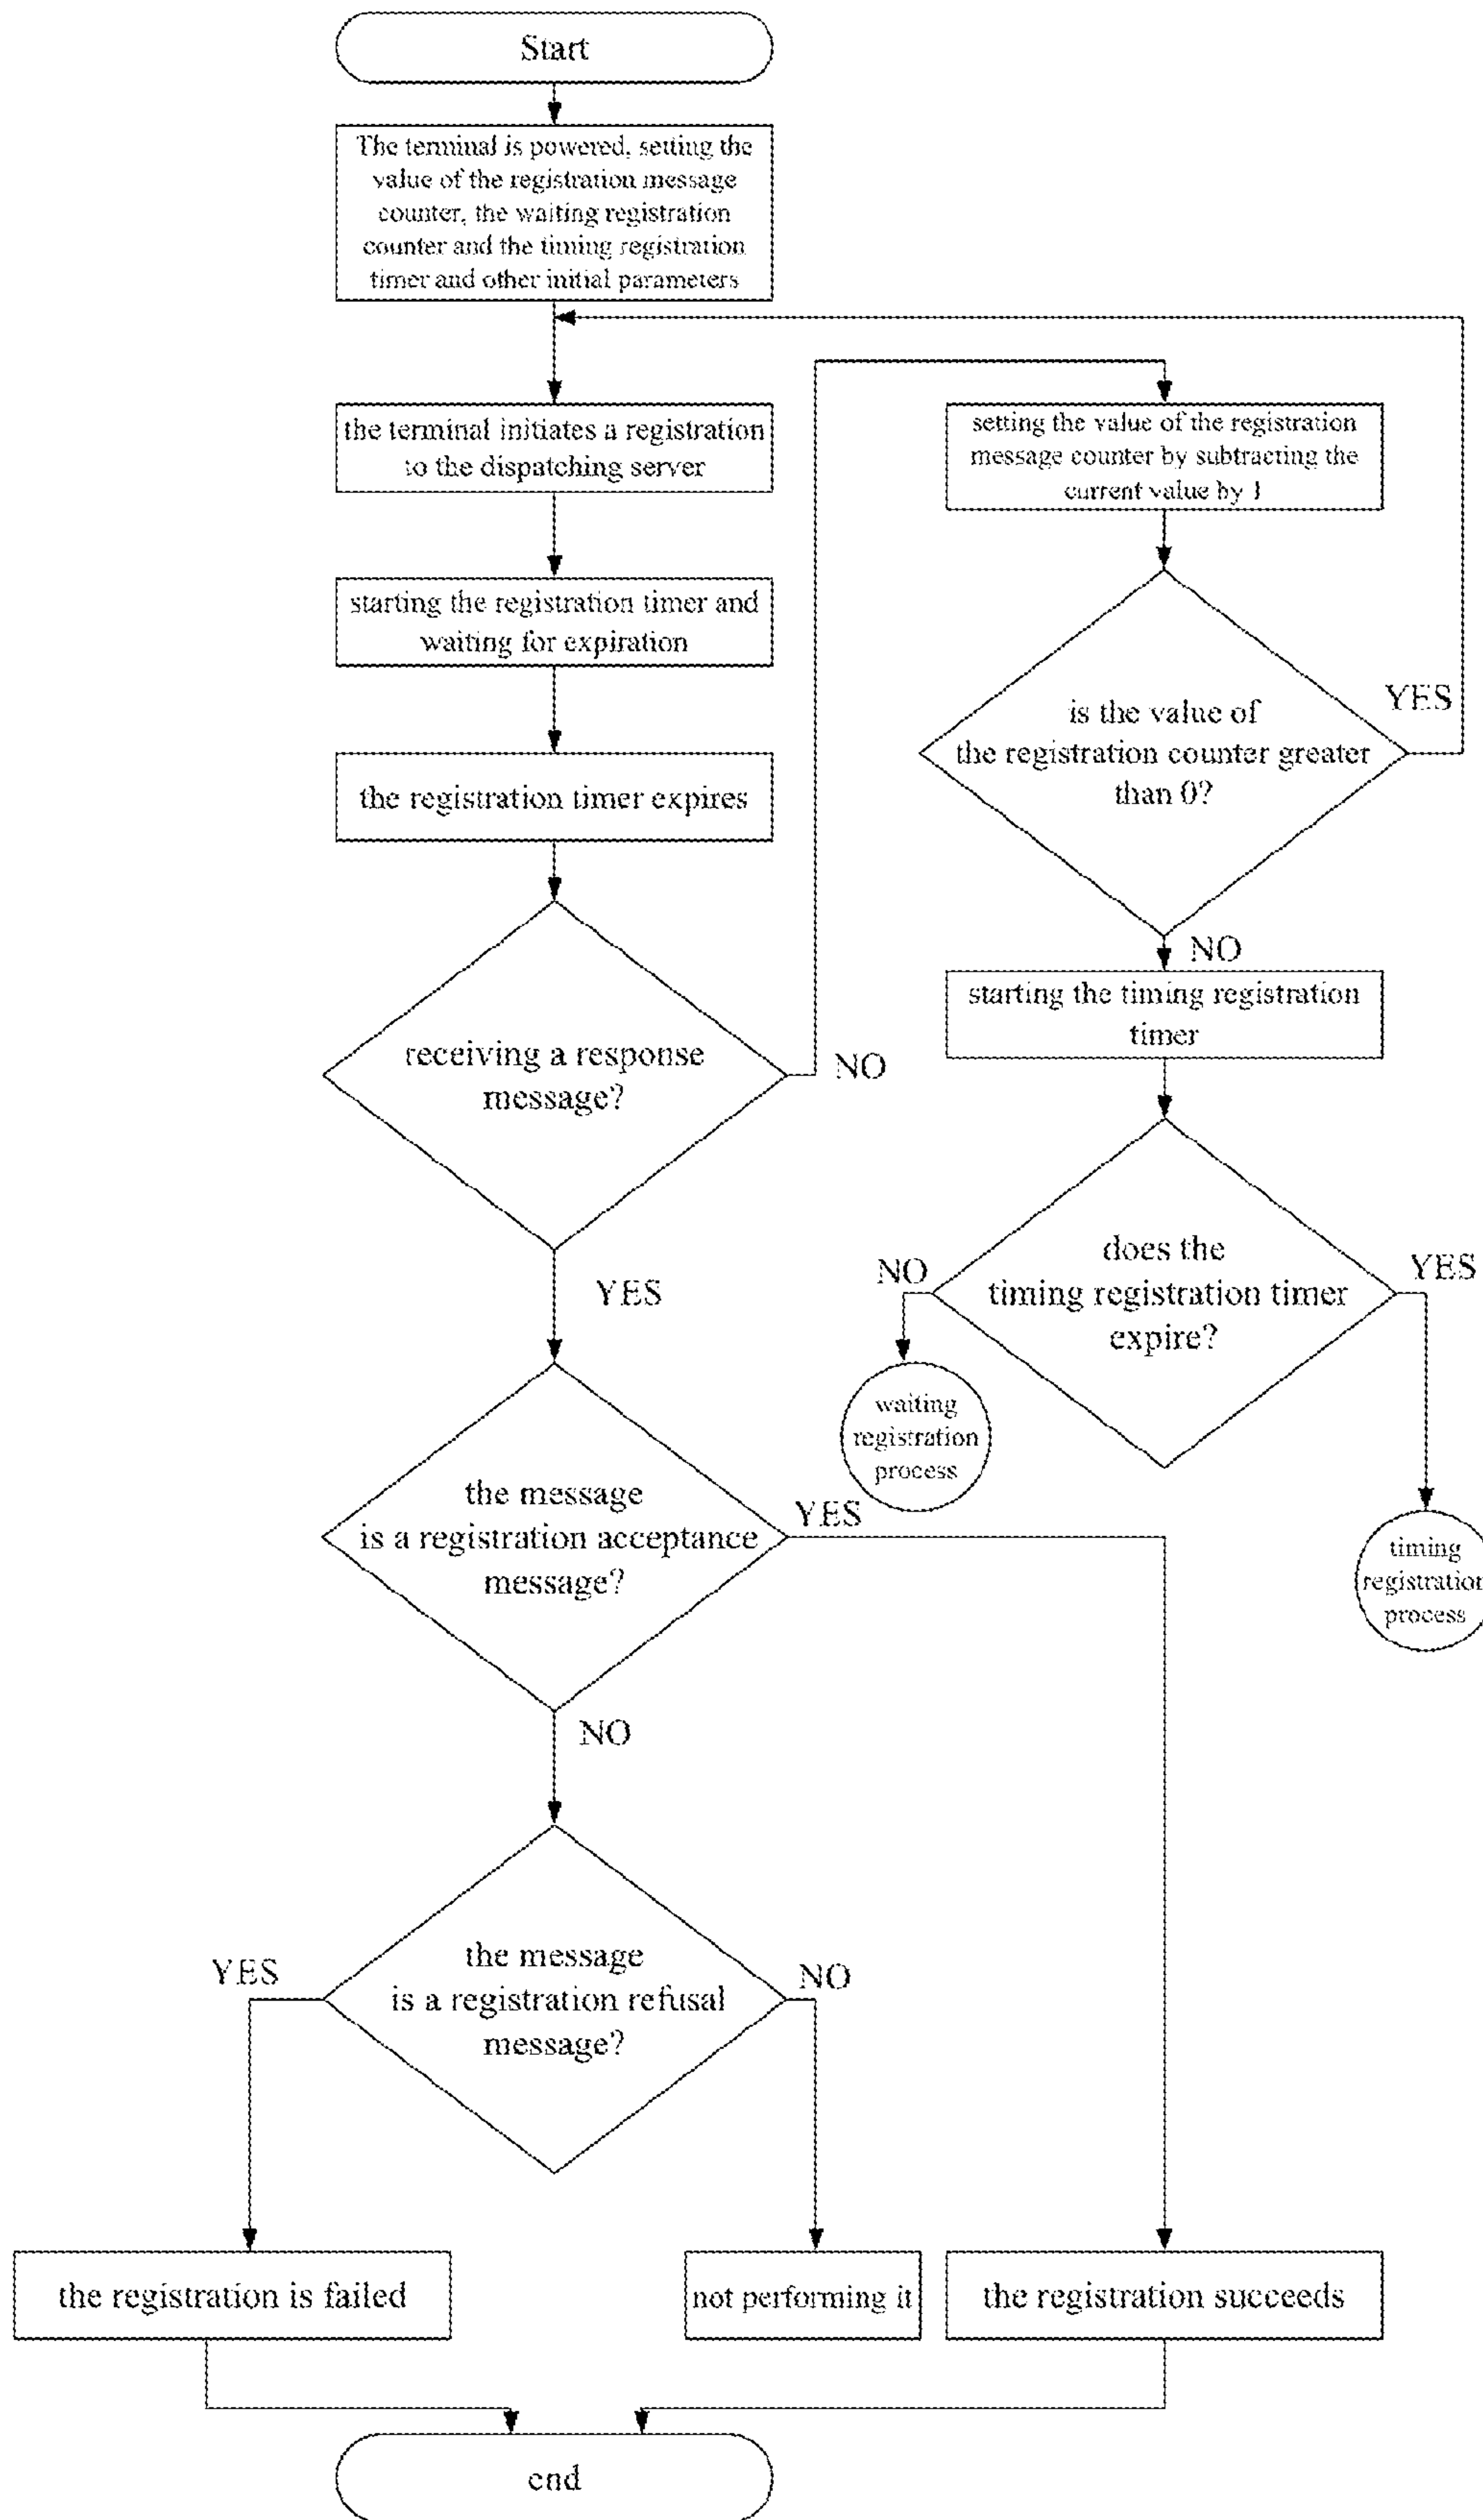 Start
The terminal is powered, setting the
value of the registration message
counter, the waiting registration
counter and the timing registration
timer and other initial parameters
the terminal initiates a registration
to the dispatching server
starting the registration timer and
waiting for expiration
the registration timer expires
receiving a response
message?
NO
YES
setting the value of the registration
message counter by subtracting the
current value by 1
is the value of
the registration counter greater
than 0?
YES
NO
starting the timing registration
timer
does the
timing registration timer
expire?
NO
YES
waiting
registration
process
timing
registration
process
the message
is a registration acceptance
message?
YES
NO
the message
is a registration refusal
message?
YES
NO
the registration is failed
not performing it
the registration succeeds
end